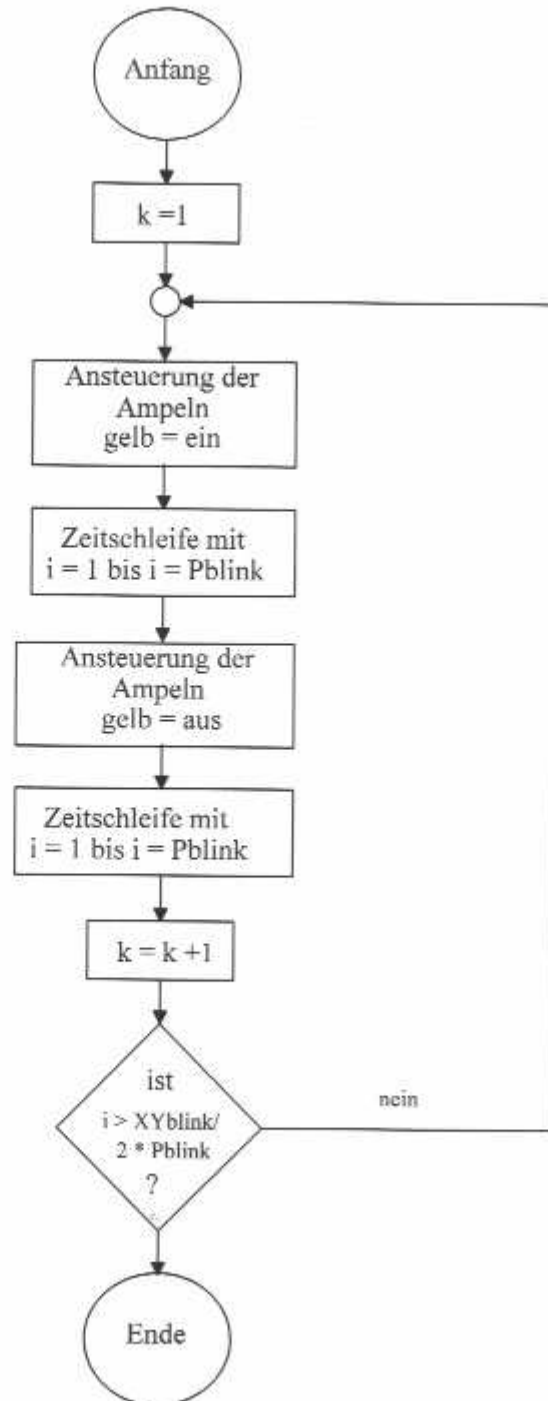 Anfang
k =1
Ansteuerung der
Ampeln
gelb = ein
Zeitschleife mit
i = 1 bis i = Pblink
Ansteuerung der
Ampeln
gelb = aus
Zeitschleife mit
i = 1 bis i = Pblink
k = k +1
ist
i > XYblink/
2 * Pblink
?
nein
Ende